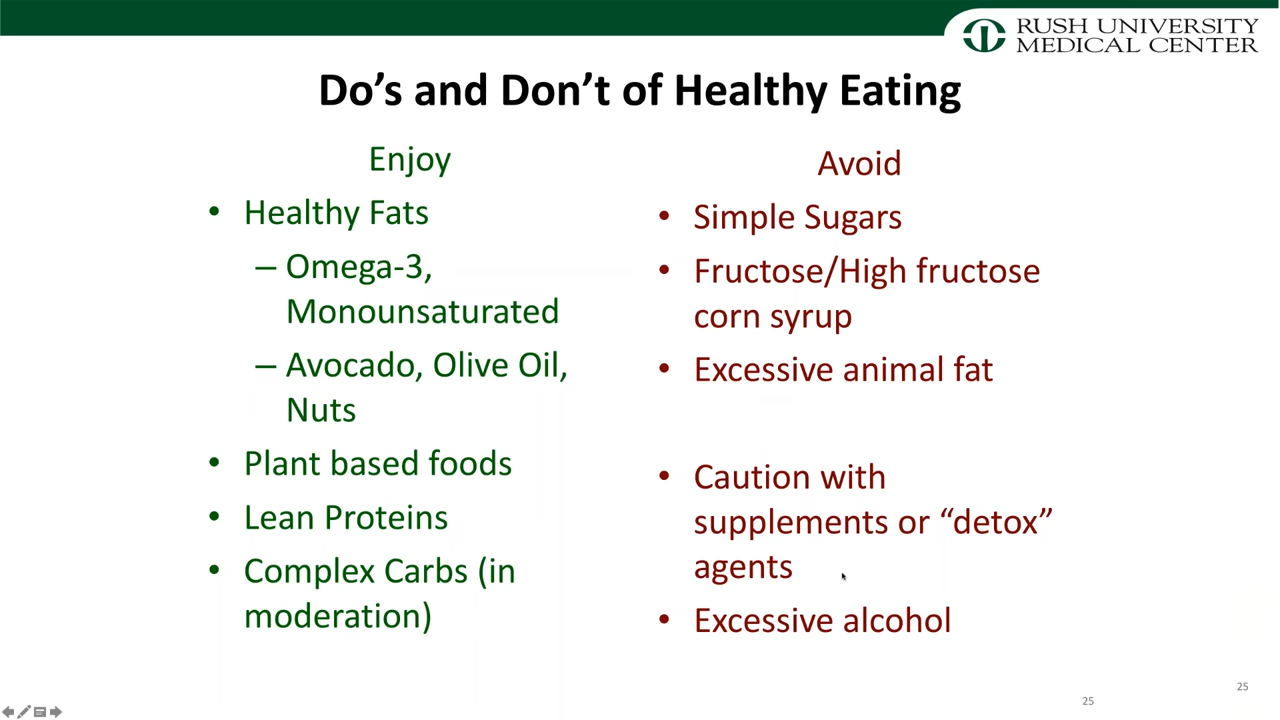 RUSH UNIVERSITY
MEDICAL CENTER
Do’s and Don’t of Healthy Eating
Enjoy
• Healthy Fats
– Omega-3,
Monounsaturated
– Avocado, Olive Oil,
Nuts
• Plant based foods
• Lean Proteins
• Complex Carbs (in
moderation)
Avoid
• Simple Sugars
• Fructose/High fructose
corn syrup
• Excessive animal fat
• Caution with
supplements or “detox”
agents
• Excessive alcohol
25
25